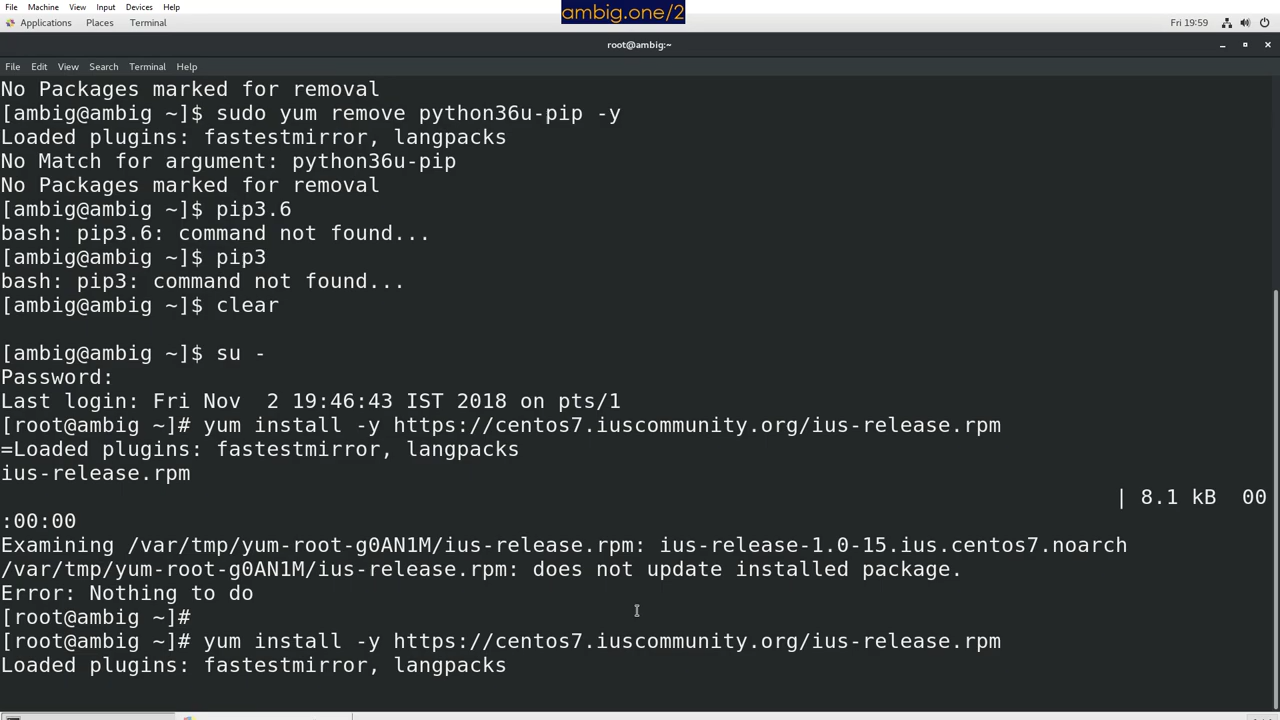 File Machine View Input Devices Help
ambig.one/2
Applications Places Terminal Fri 19:59
root@ambig:~
File Edit View Search Terminal Help
No Packages marked for removal
[ambig@ambig ~]$ sudo yum remove python36u-pip -y
Loaded plugins: fastestmirror, langpacks
No Match for argument: python36u-pip
No Packages marked for removal
[ambig@ambig ~]$ pip3.6
bash: pip3.6: command not found...
[ambig@ambig ~]$ pip3
bash: pip3: command not found...
[ambig@ambig ~]$ clear
[ambig@ambig ~]$ su -
Password:
Last login: Fri Nov  2 19:46:43 IST 2018 on pts/1
[root@ambig ~]# yum install -y https://centos7.iuscommunity.org/ius-release.rpm
=Loaded plugins: fastestmirror, langpacks
ius-release.rpm
| 8.1 kB  00
:00:00
Examining /var/tmp/yum-root-g0AN1M/ius-release.rpm: ius-release-1.0-15.ius.centos7.noarch
/var/tmp/yum-root-g0AN1M/ius-release.rpm: does not update installed package.
Error: Nothing to do
[root@ambig ~]#
[root@ambig ~]# yum install -y https://centos7.iuscommunity.org/ius-release.rpm
Loaded plugins: fastestmirror, langpacks